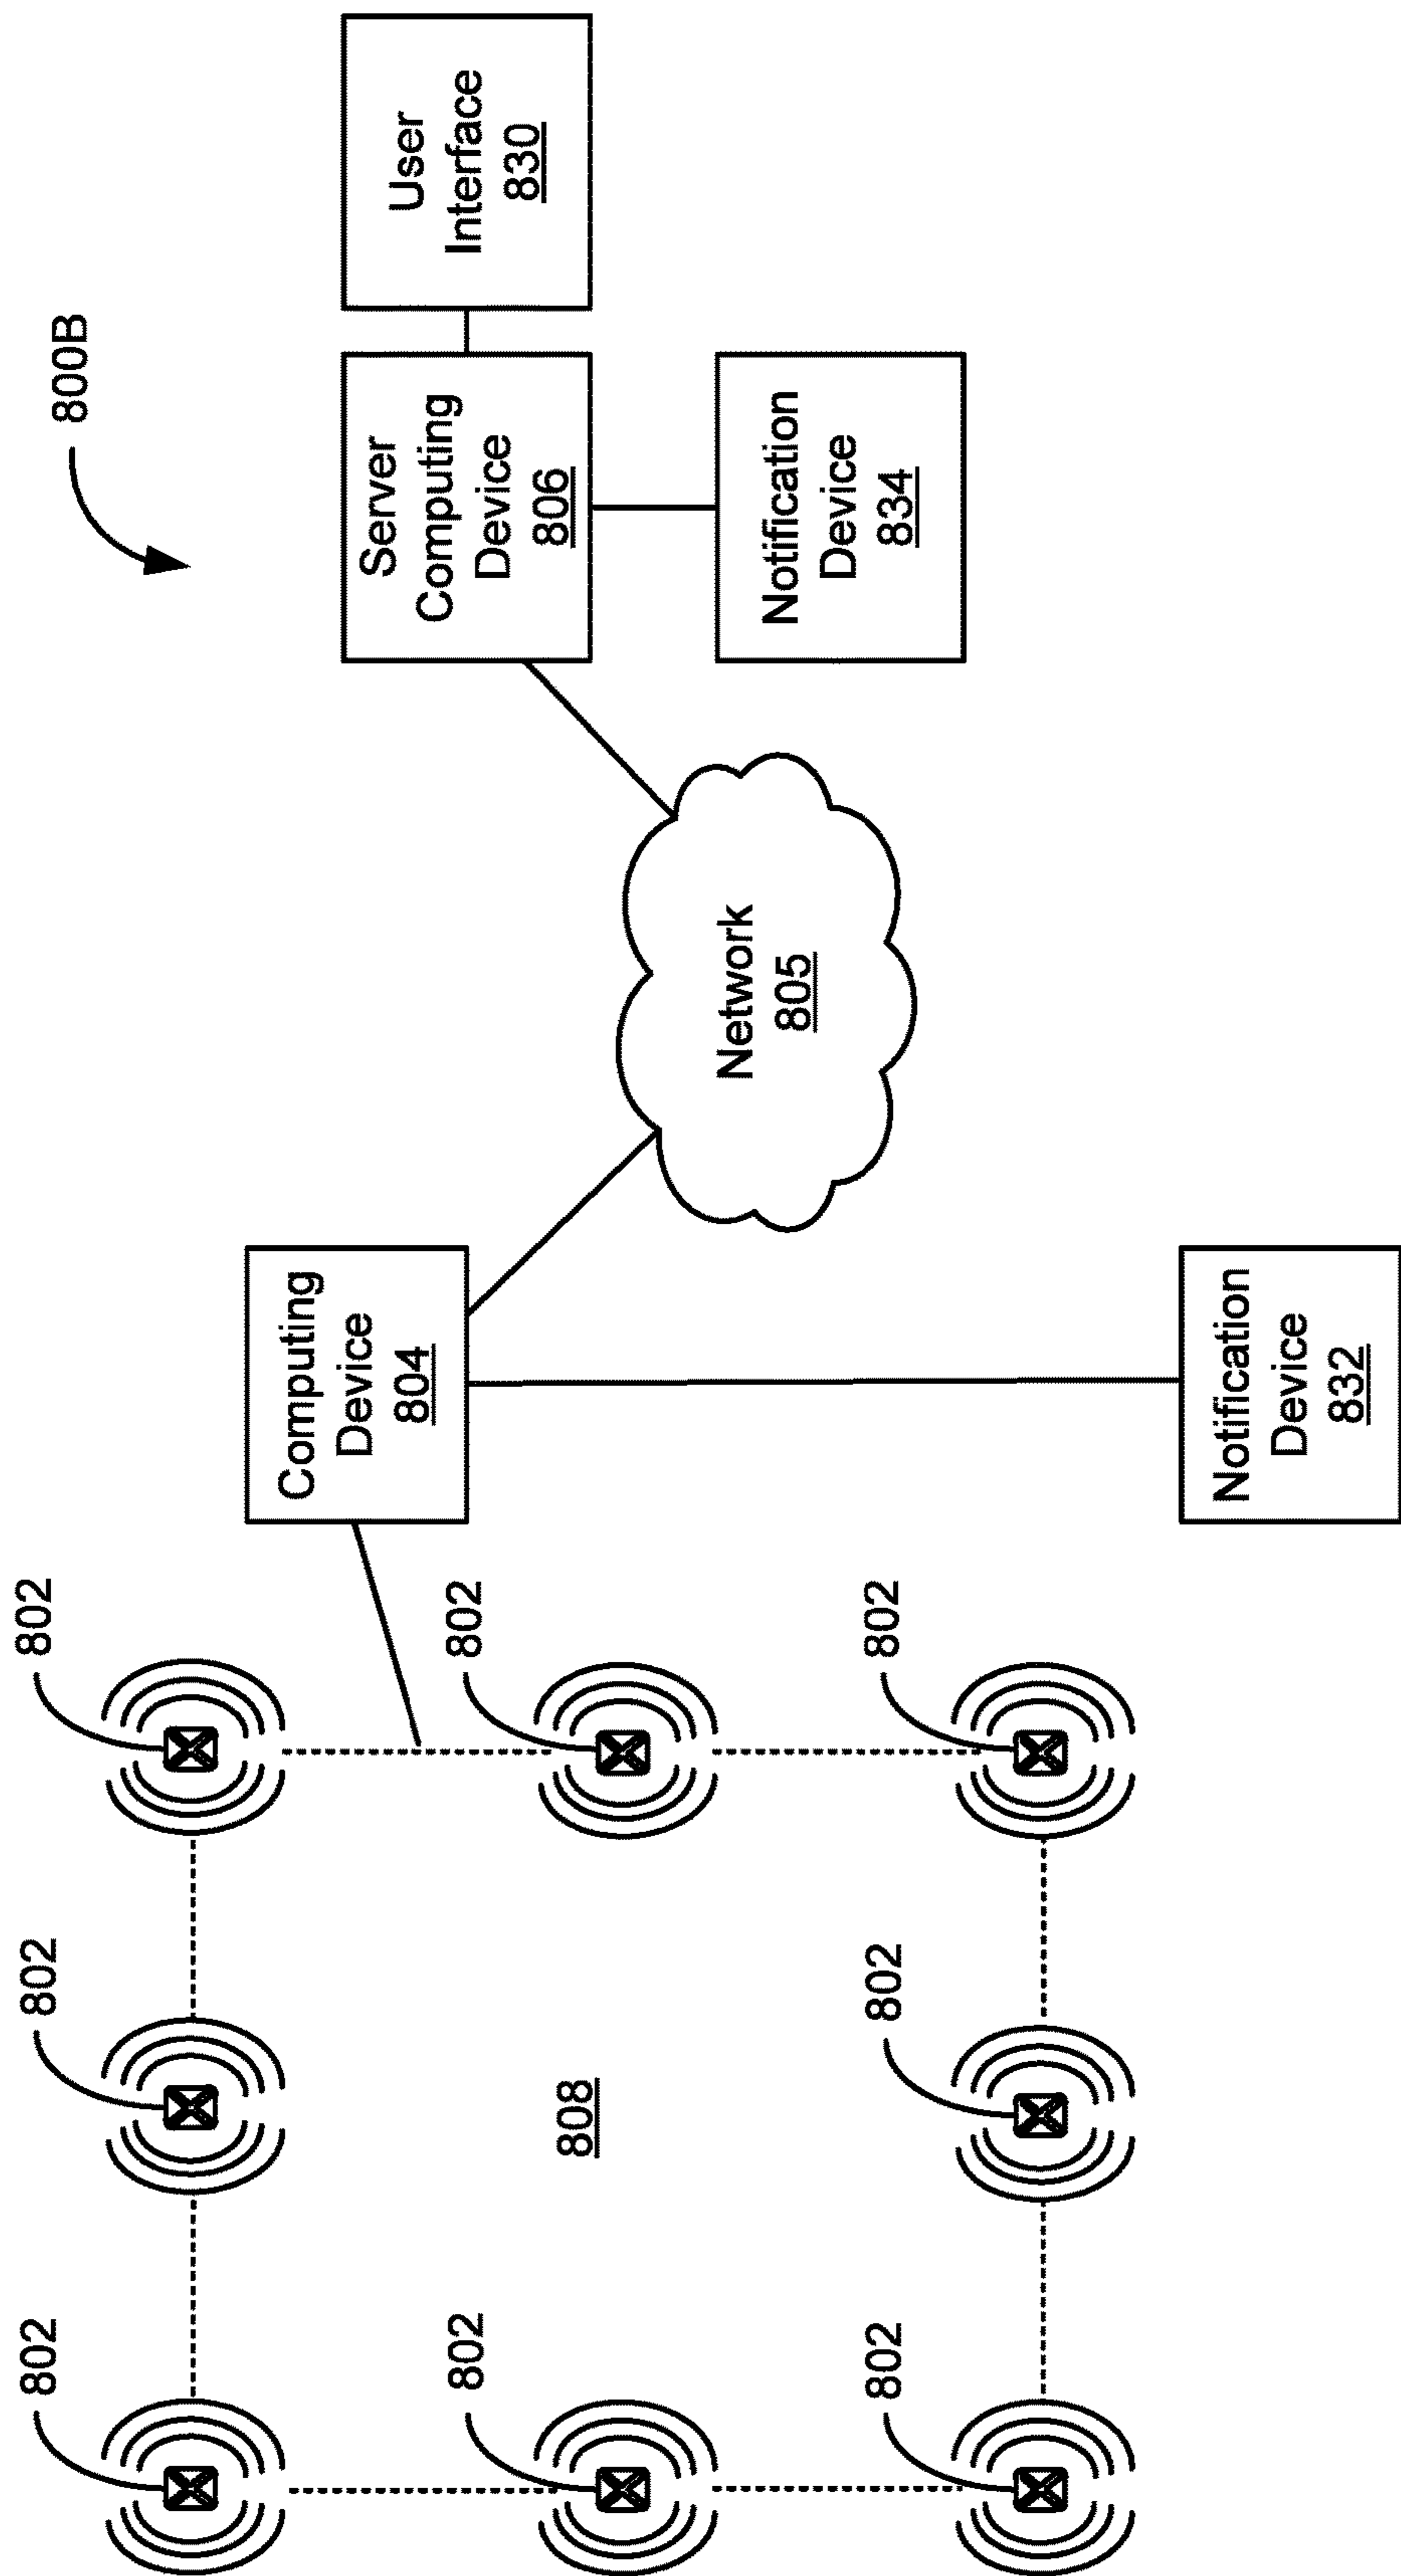 800B
User
Interface
830
Server
Computing
Device
806
Notification
Device
834
Network
805
Computing
Device
804
Notification
Device
832
802
802
802
802
802
808
802
802
802